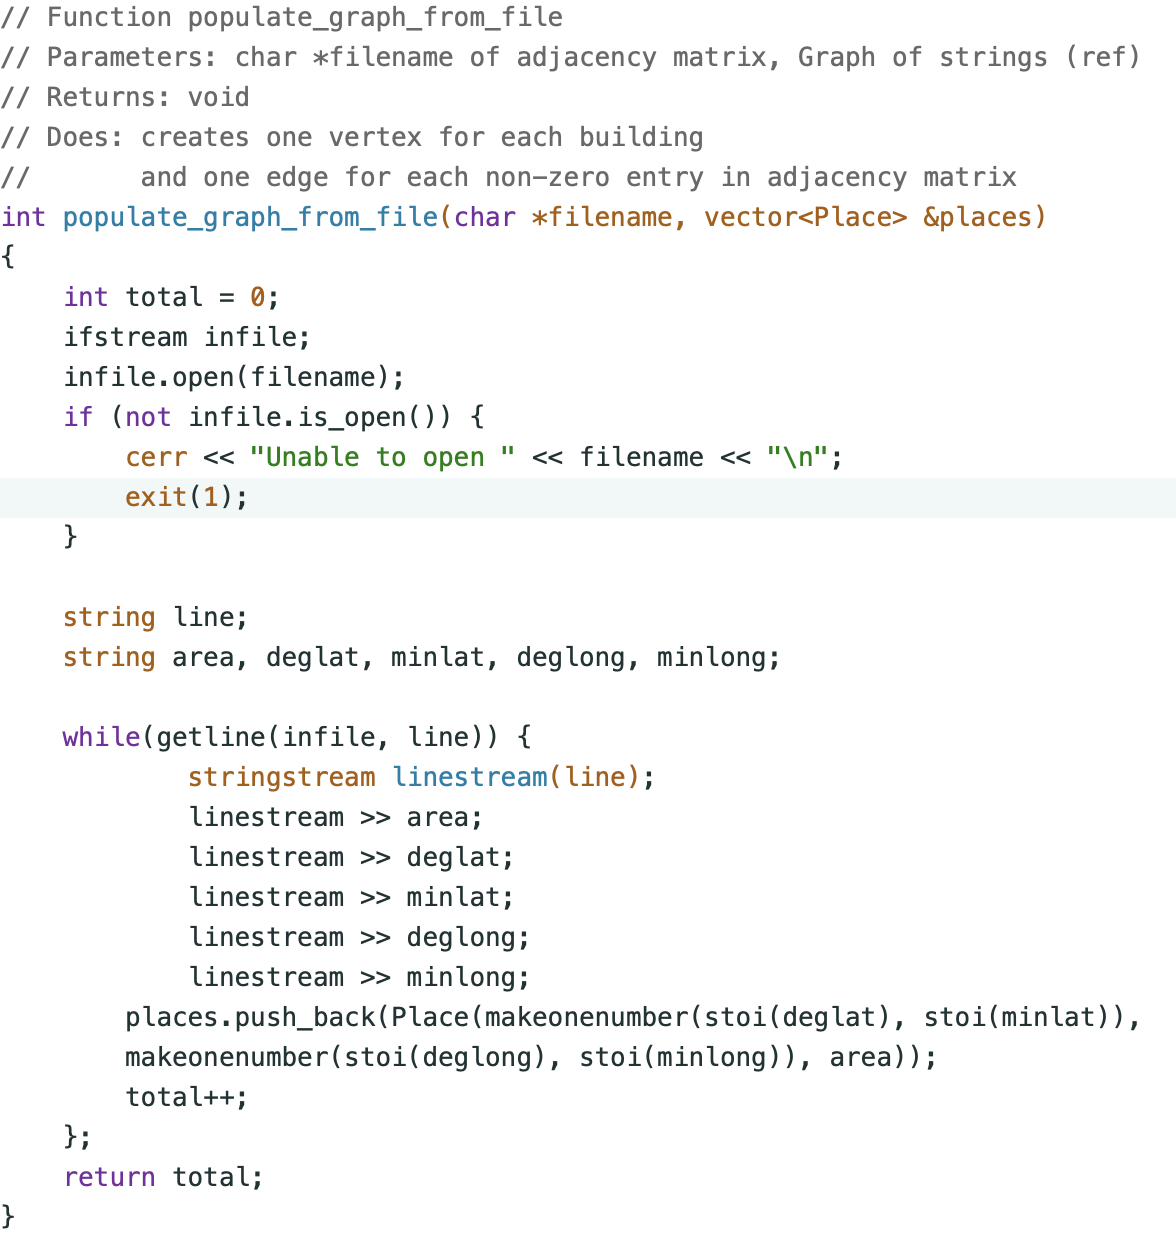 // Function populate_graph_from_file
// Parameters: char *filename of adjacency matrix, Graph of strings (ref)
// Returns: void
// Does: creates one vertex for each building
//       and one edge for each non-zero entry in adjacency matrix
int populate_graph_from_file(char *filename, vector<Place> &places)
{
    int total = 0;
    ifstream infile;
    infile.open(filename);
    if (not infile.is_open()) {
        cerr << "Unable to open " << filename << "\n";
        exit(1);
    }

    string line;
    string area, deglat, minlat, deglong, minlong;

    while(getline(infile, line)) {
            stringstream linestream(line);
            linestream >> area;
            linestream >> deglat;
            linestream >> minlat;
            linestream >> deglong;
            linestream >> minlong;
        places.push_back(Place(makeonenumber(stoi(deglat), stoi(minlat)),
        makeonenumber(stoi(deglong), stoi(minlong)), area));
        total++;
    };
    return total;
}